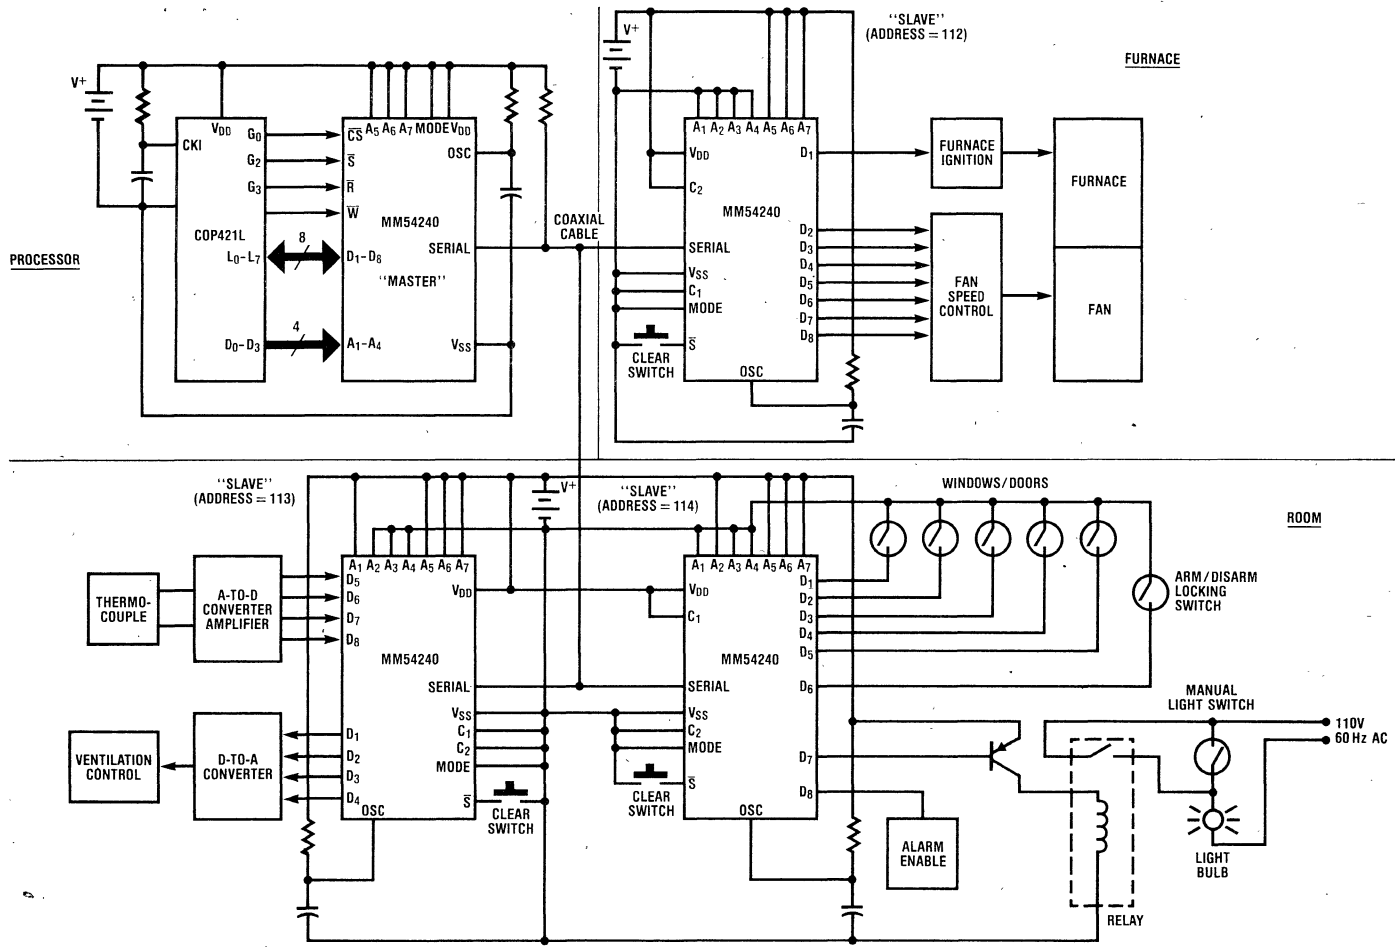 PROCESSOR
V+
VDD
CKI
G0
G2
G3
COP421L
L0-L7
D0-D3
8
4
A5 A6 A7 MODE VDD
CS
S
R
W
OSC
MM54240
SERIAL
D1-D8
"MASTER"
A1-A4
VSS
COAXIAL
CABLE
"SLAVE"
(ADDRESS = 112)
FURNACE
V+
A1 A2 A3 A4 A5 A6 A7
VDD
C2
MM54240
SERIAL
VSS
C1
MODE
S
OSC
CLEAR
SWITCH
D1
D2
D3
D4
D5
D6
D7
D8
FURNACE
IGNITION
FAN
SPEED
CONTROL
FURNACE
FAN
"SLAVE"
(ADDRESS = 113)
V+
A1 A2 A3 A4 A5 A6 A7
D5
D6
D7
D8
THERMO-
COUPLE
A-TO-D
CONVERTER
AMPLIFIER
VDD
MM54240
SERIAL
VSS
C1
C2
MODE
S
D1
D2
D3
D4
OSC
VENTILATION
CONTROL
D-TO-A
CONVERTER
CLEAR
SWITCH
"SLAVE"
(ADDRESS = 114)
A1 A2 A3 A4 A5 A6 A7
VDD
C1
MM54240
SERIAL
VSS
C2
MODE
S
OSC
CLEAR
SWITCH
D1
D2
D3
D4
D5
D6
D7
D8
WINDOWS/DOORS
ROOM
ARM/DISARM
LOCKING
SWITCH
MANUAL
LIGHT SWITCH
110V
60 Hz AC
ALARM
ENABLE
RELAY
LIGHT
BULB